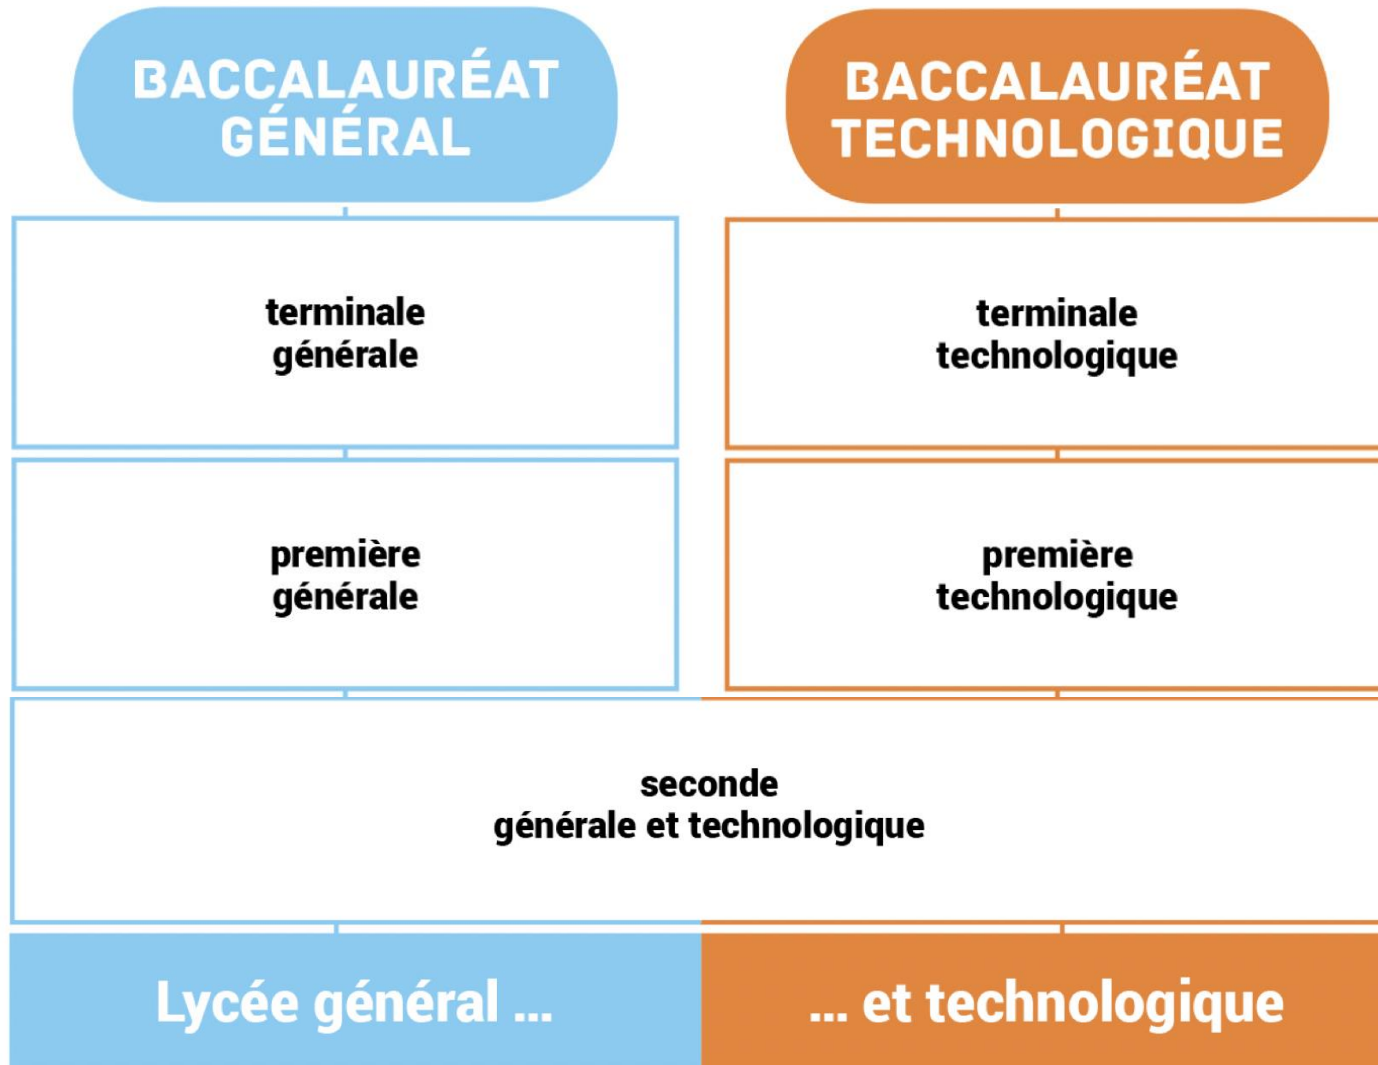 BACCALAURÉAT
GÉNÉRAL
BACCALAURÉAT
TECHNOLOGIQUE
terminale
générale
terminale
technologique
première
générale
première
technologique
seconde
générale et technologique
Lycée général ...
... et technologique